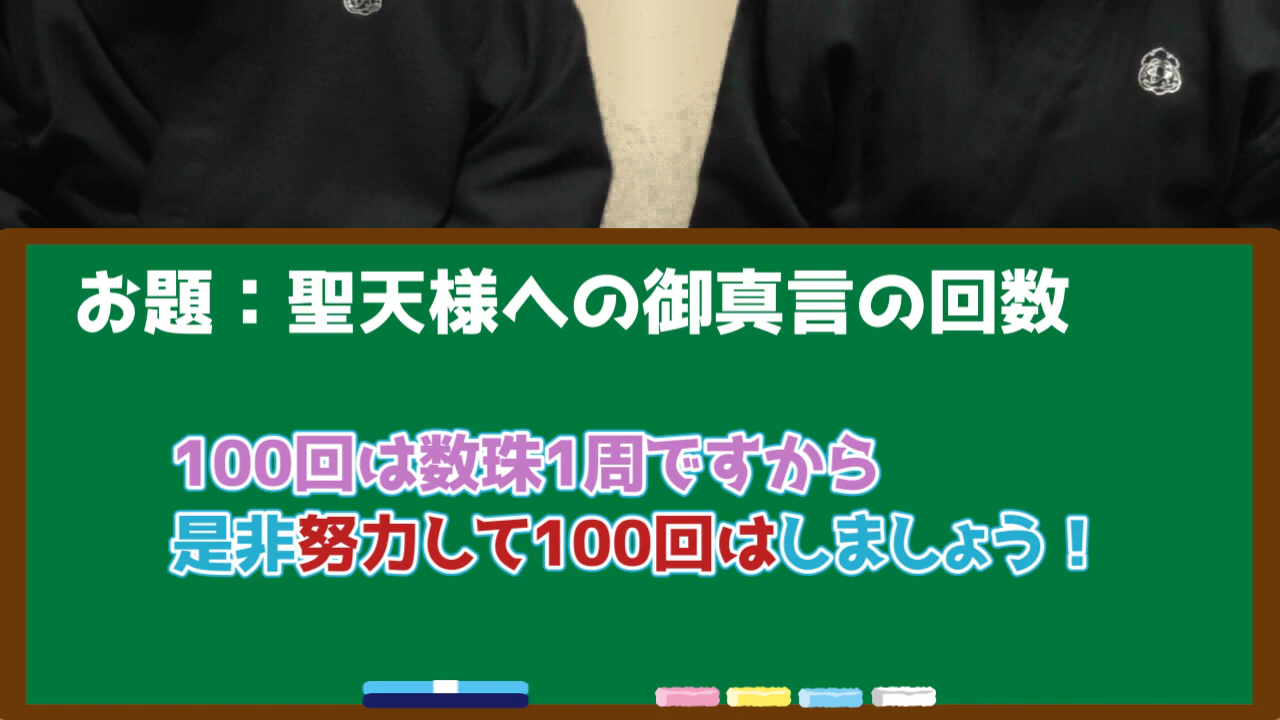 お題：聖天様への御真言の回数
100回は数珠1周ですから
是非努力して100回はしましょう！